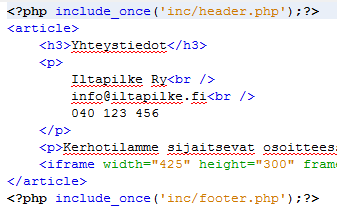 <?php include_once('inc/header.php');?>
<article>
<h3>Yhteystiedot</h3>
<p>
Iltapilke Ry<br />
info@iltapilke.fi<br />
040 123 456
</p>
<p>Kerhotilamme sijaitsevat osoittees
<iframe width="425" height="300" fram
</article>
<?php include_once('inc/footer.php');?>